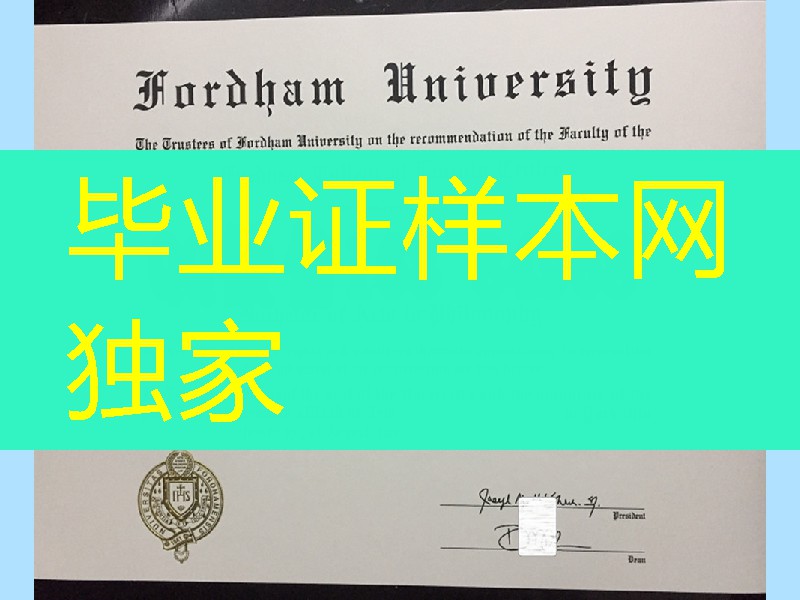 Fordham University
The Trustees of Fordham University on the recommendation of the Faculty of the
毕业证样本网
独家
IHS
President
Dean